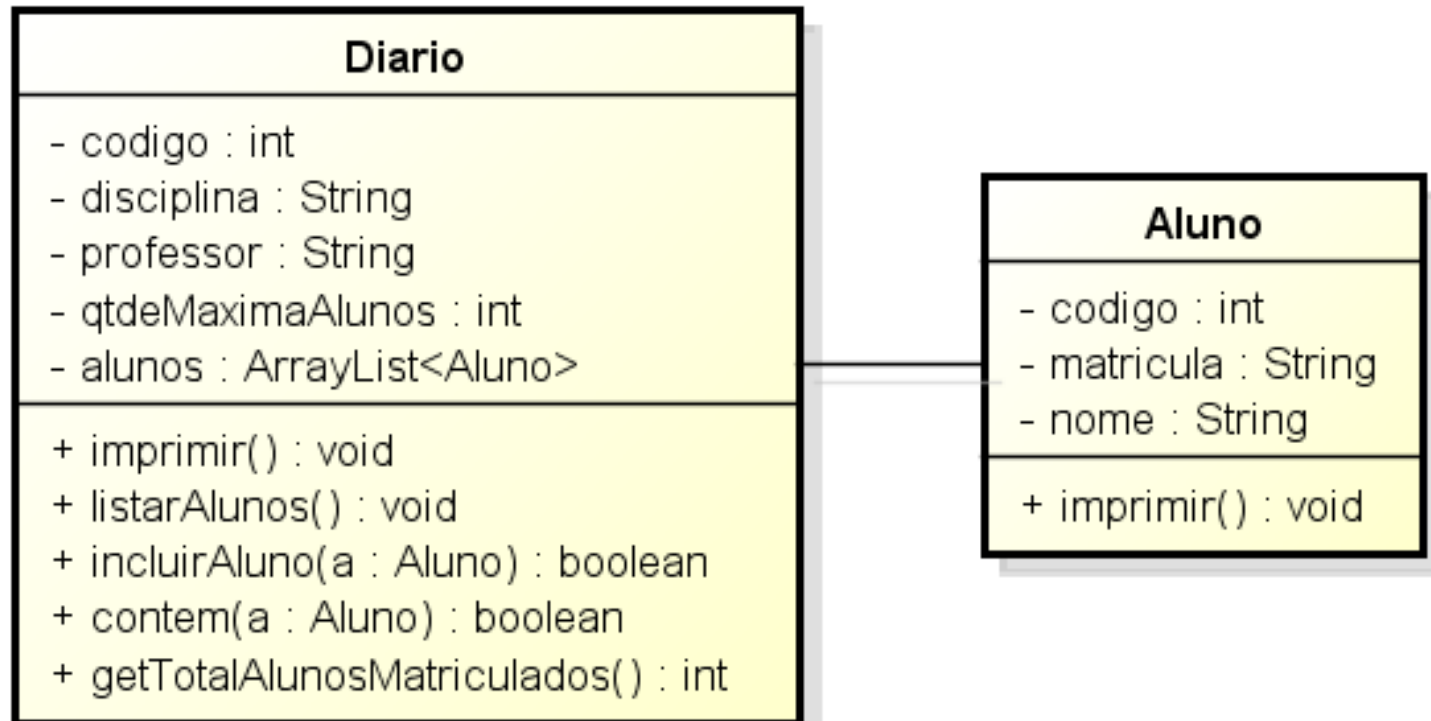 Diario
- codigo : int
- disciplina : String
- professor : String
- qtdeMaximaAlunos : int
- alunos : ArrayList<Aluno>
+ imprimir() : void
+ listarAlunos() : void
+ incluirAluno(a : Aluno) : boolean
+ contem(a : Aluno) : boolean
+ getTotalAlunosMatriculados() : int
Aluno
- codigo : int
- matricula : String
- nome : String
+ imprimir() : void